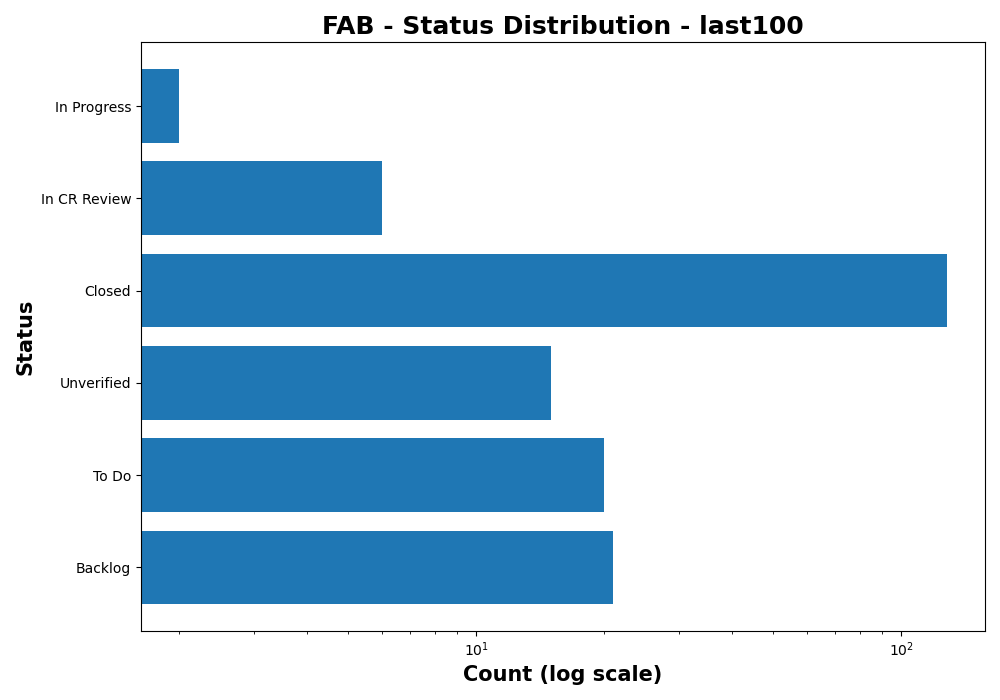 FAB - Status Distribution - last100
In Progress
In CR Review
Closed
Unverified
To Do
Backlog
Status
10¹
10²
Count (log scale)